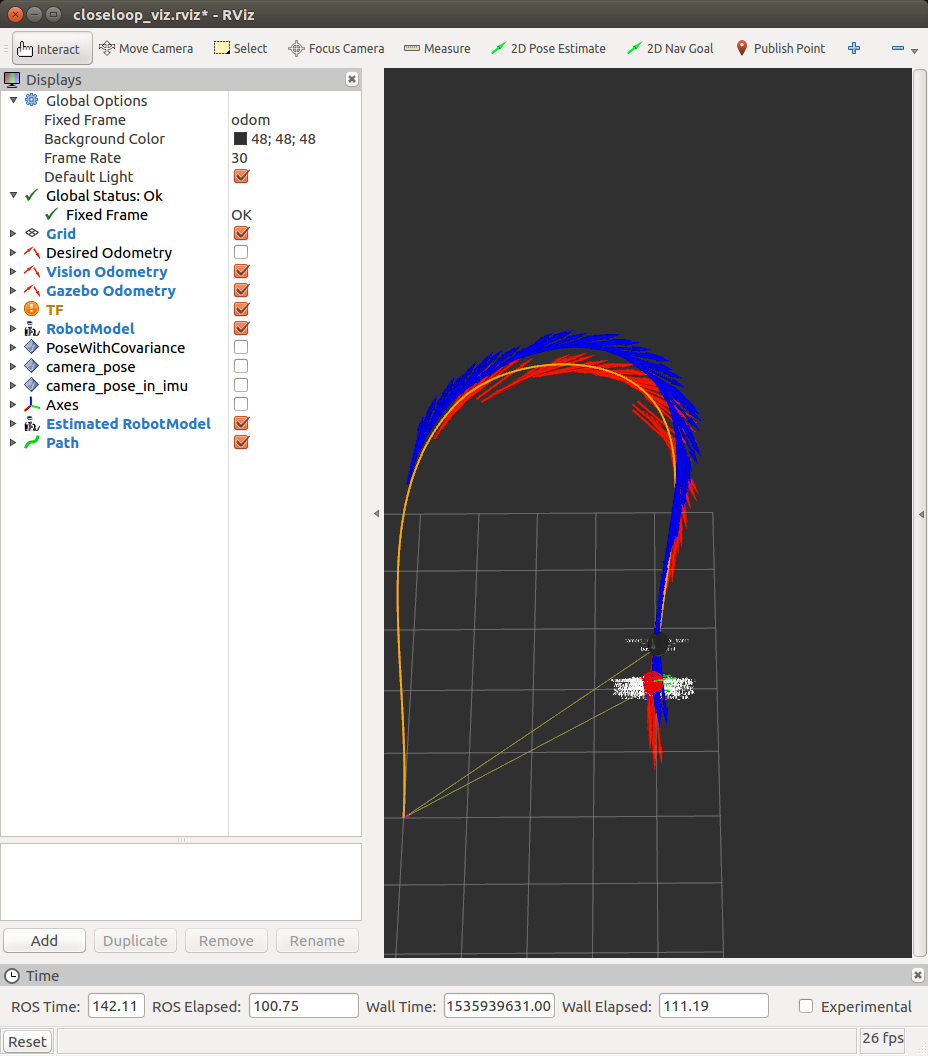 closeloop_viz.rviz* - RViz
Interact Move Camera Select Focus Camera Measure 2D Pose Estimate 2D Nav Goal Publish Point
Displays
Global Options
Fixed Frame odom
Background Color 48; 48; 48
Frame Rate 30
Default Light
Global Status: Ok
Fixed Frame OK
Grid
Desired Odometry
Vision Odometry
Gazebo Odometry
TF
RobotModel
PoseWithCovariance
camera_pose
camera_pose_in_imu
Axes
Estimated RobotModel
Path
Add Duplicate Remove Rename
Time
ROS Time: 142.11 ROS Elapsed: 100.75 Wall Time: 1535939631.00 Wall Elapsed: 111.19 Experimental
Reset 26 fps